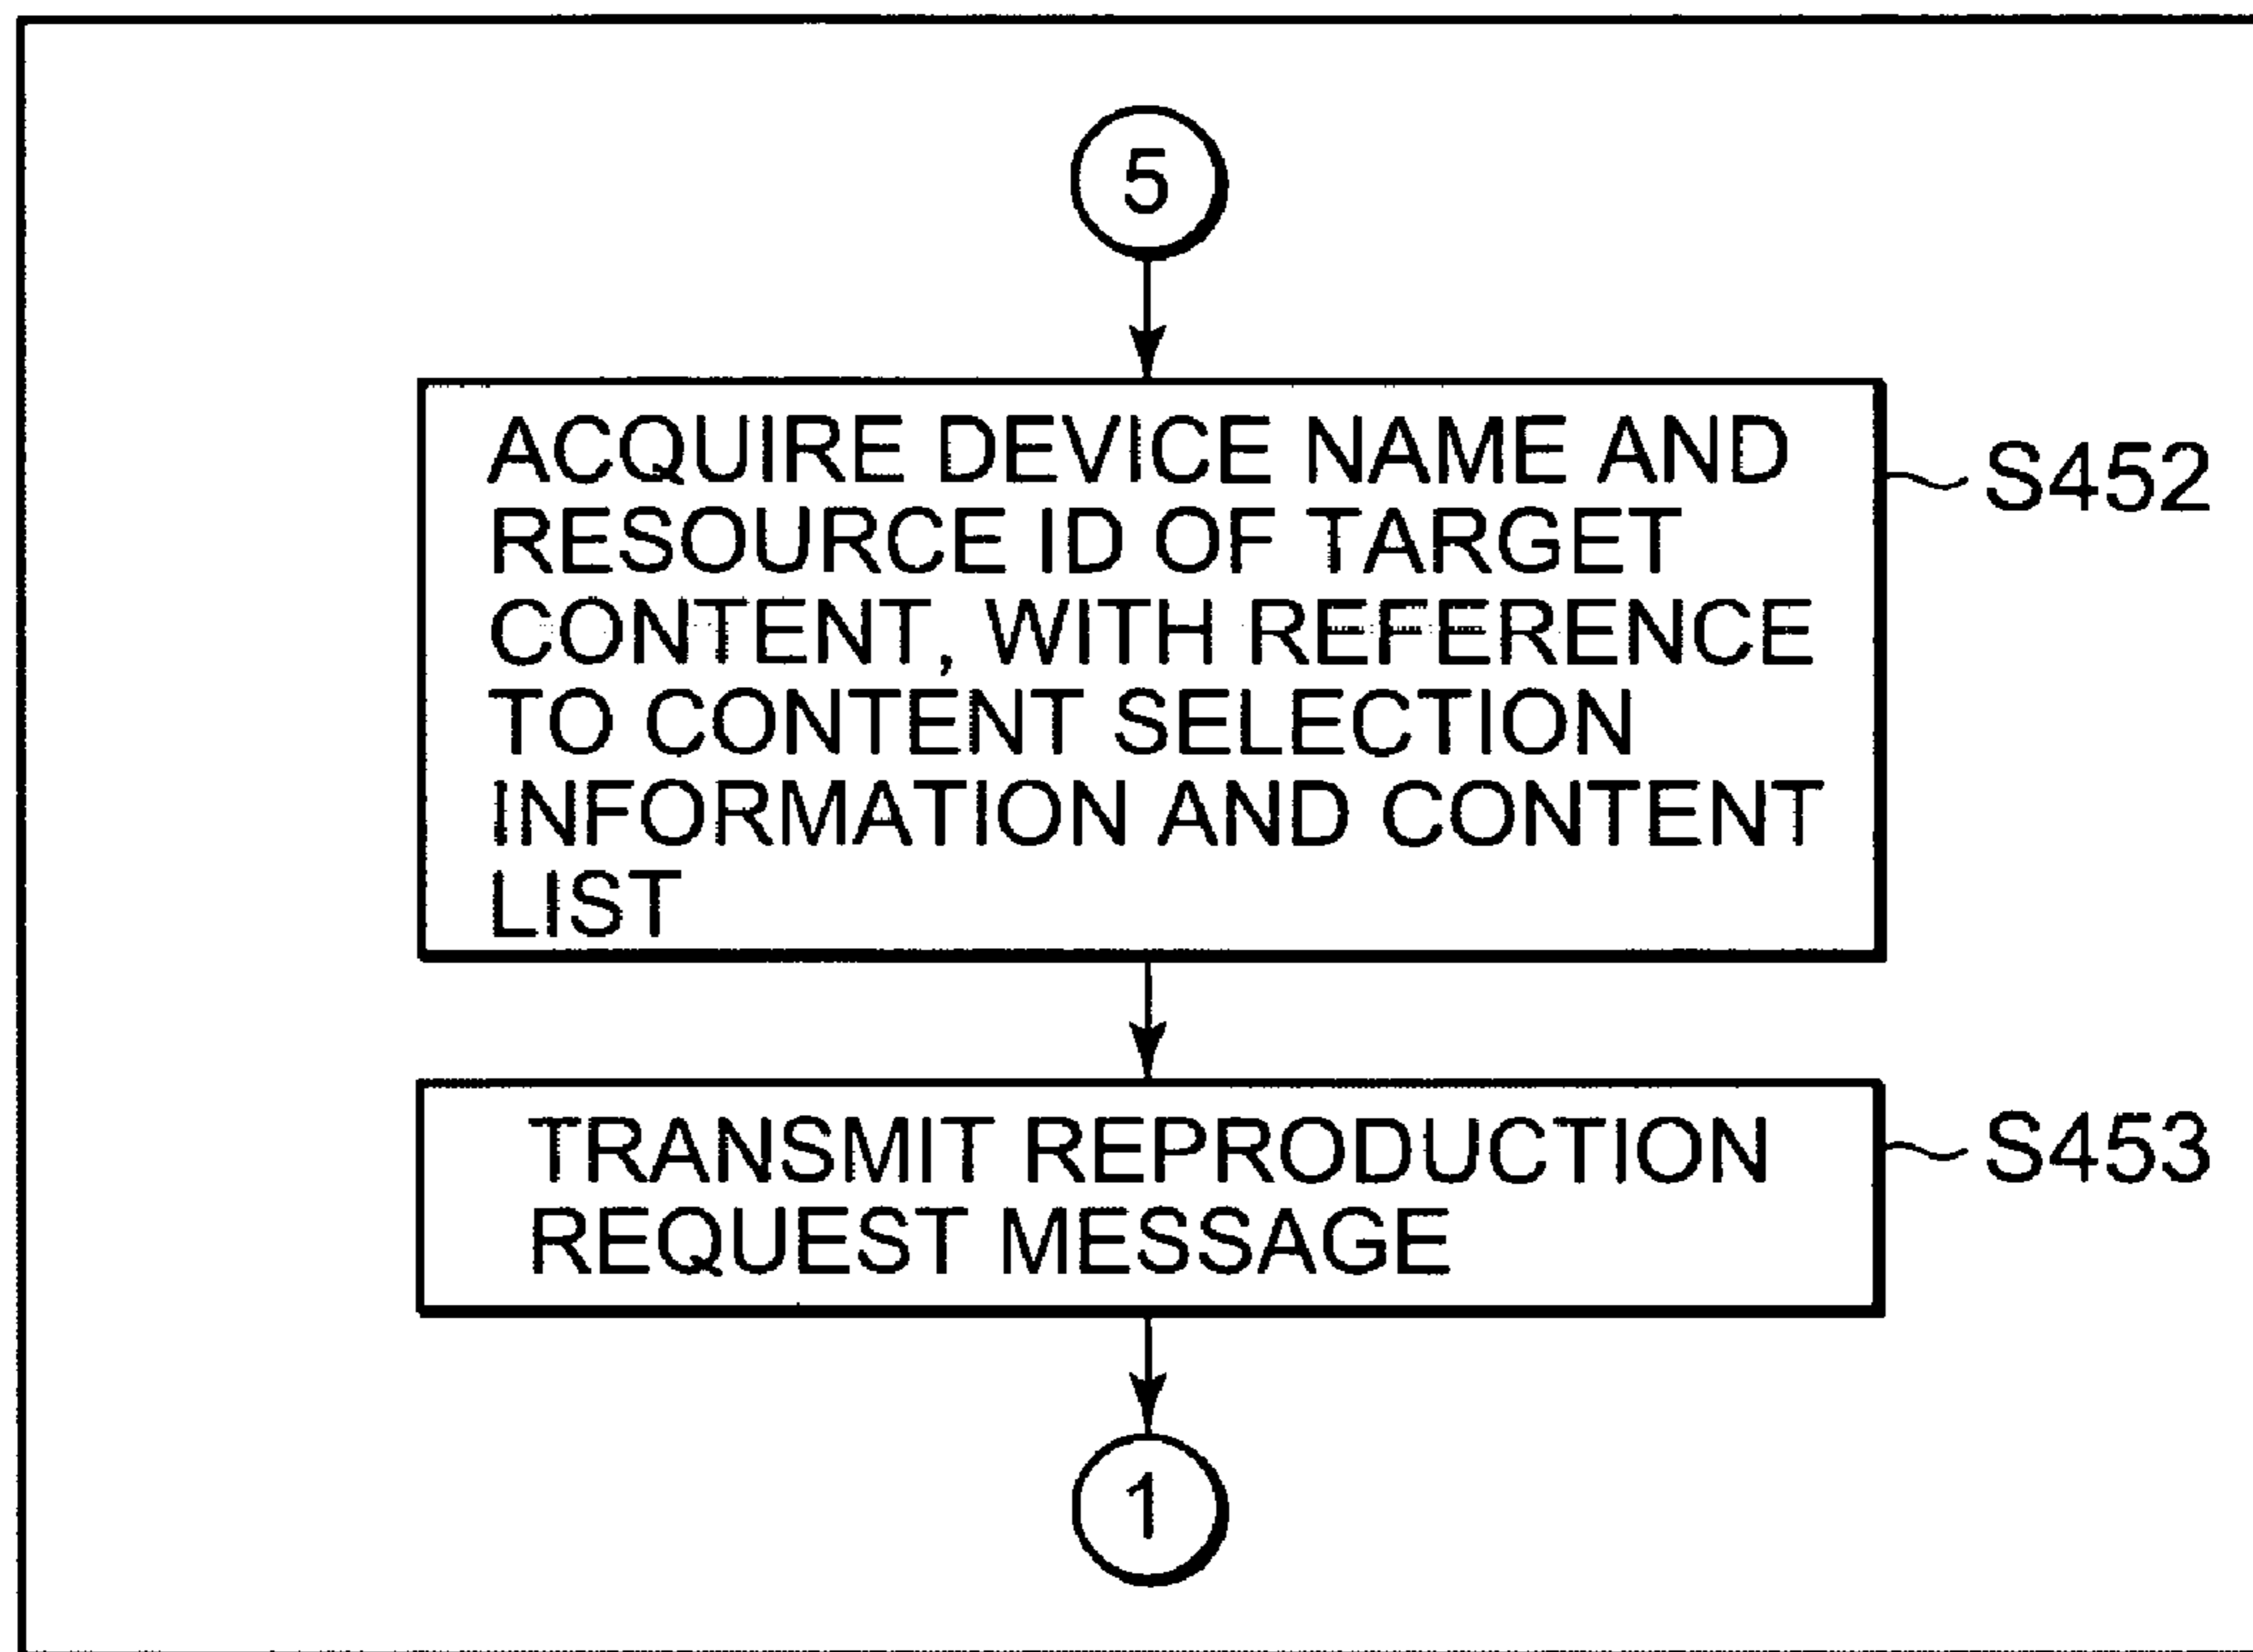 5
ACQUIRE DEVICE NAME AND
RESOURCE ID OF TARGET
CONTENT, WITH REFERENCE
TO CONTENT SELECTION
INFORMATION AND CONTENT
LIST
S452
TRANSMIT REPRODUCTION
REQUEST MESSAGE
S453
1